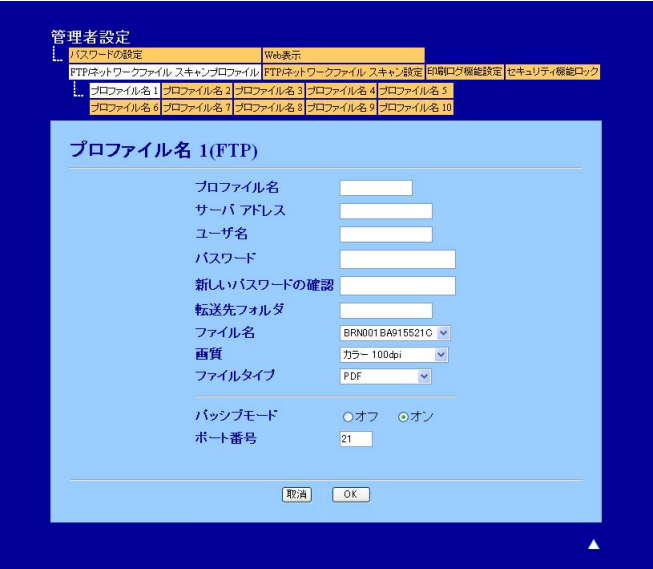 管理者設定
パスワードの設定 Web表示
FTP/ネットワークファイル スキャンプロファイル FTP/ネットワークファイル スキャン設定 印刷ログ機能設定 セキュリティ機能ロック
プロファイル名 1 プロファイル名 2 プロファイル名 3 プロファイル名 4 プロファイル名 5
プロファイル名 6 プロファイル名 7 プロファイル名 8 プロファイル名 9 プロファイル名 10
プロファイル名 1(FTP)
プロファイル名
サーバ アドレス
ユーザ名
パスワード
新しいパスワードの確認
転送先フォルダ
ファイル名 BRN001BA915521C
画質 カラー 100dpi
ファイルタイプ PDF
パッシブモード オフ オン
ポート番号 21
取消 OK